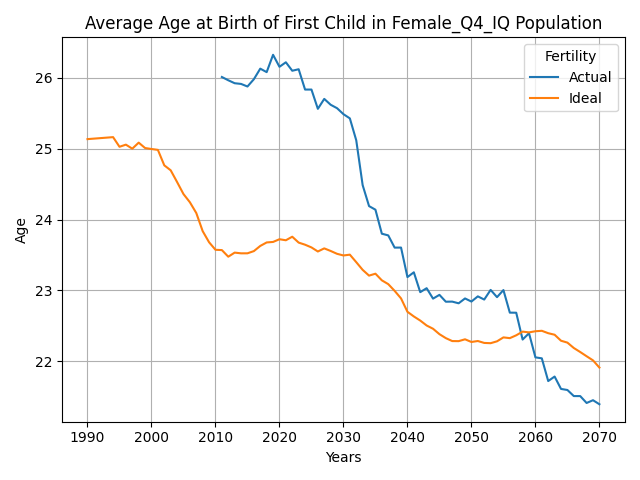 Average Age at Birth of First Child in Female_Q4_IQ Population
Fertility
Actual
Ideal
Age
26
25
24
23
22
1990 2000 2010 2020 2030 2040 2050 2060 2070
Years